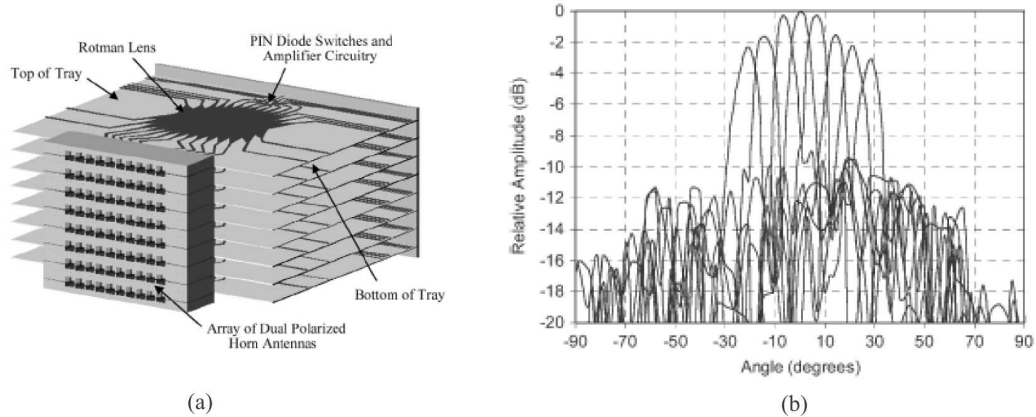 Rotman Lens
PIN Diode Switches and
Amplifier Circuitry
Top of Tray
Bottom of Tray
Array of Dual Polarized
Horn Antennas
(a)
Relative Amplitude (dB)
0
-2
-4
-6
-8
-10
-12
-14
-16
-18
-20
-90 -70 -50 -30 -10 10 30 50 70 90
Angle (degrees)
(b)